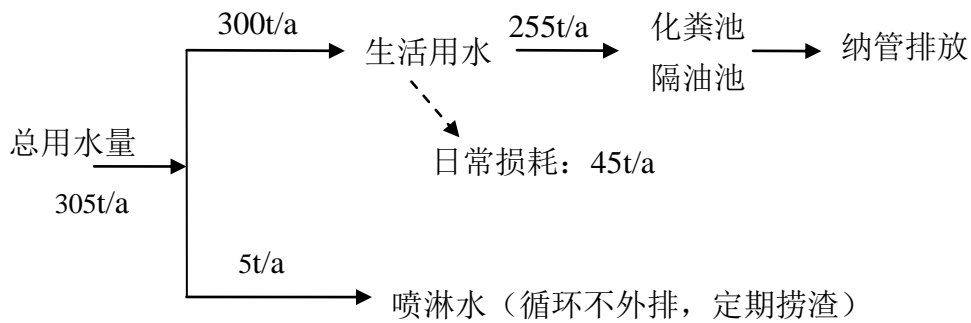 300t/a
255t/a
化粪池
生活用水
纳管排放
隔油池
总用水量
日常损耗：45t/a
305t/a
5t/a
喷淋水（循环不外排，定期捞渣）